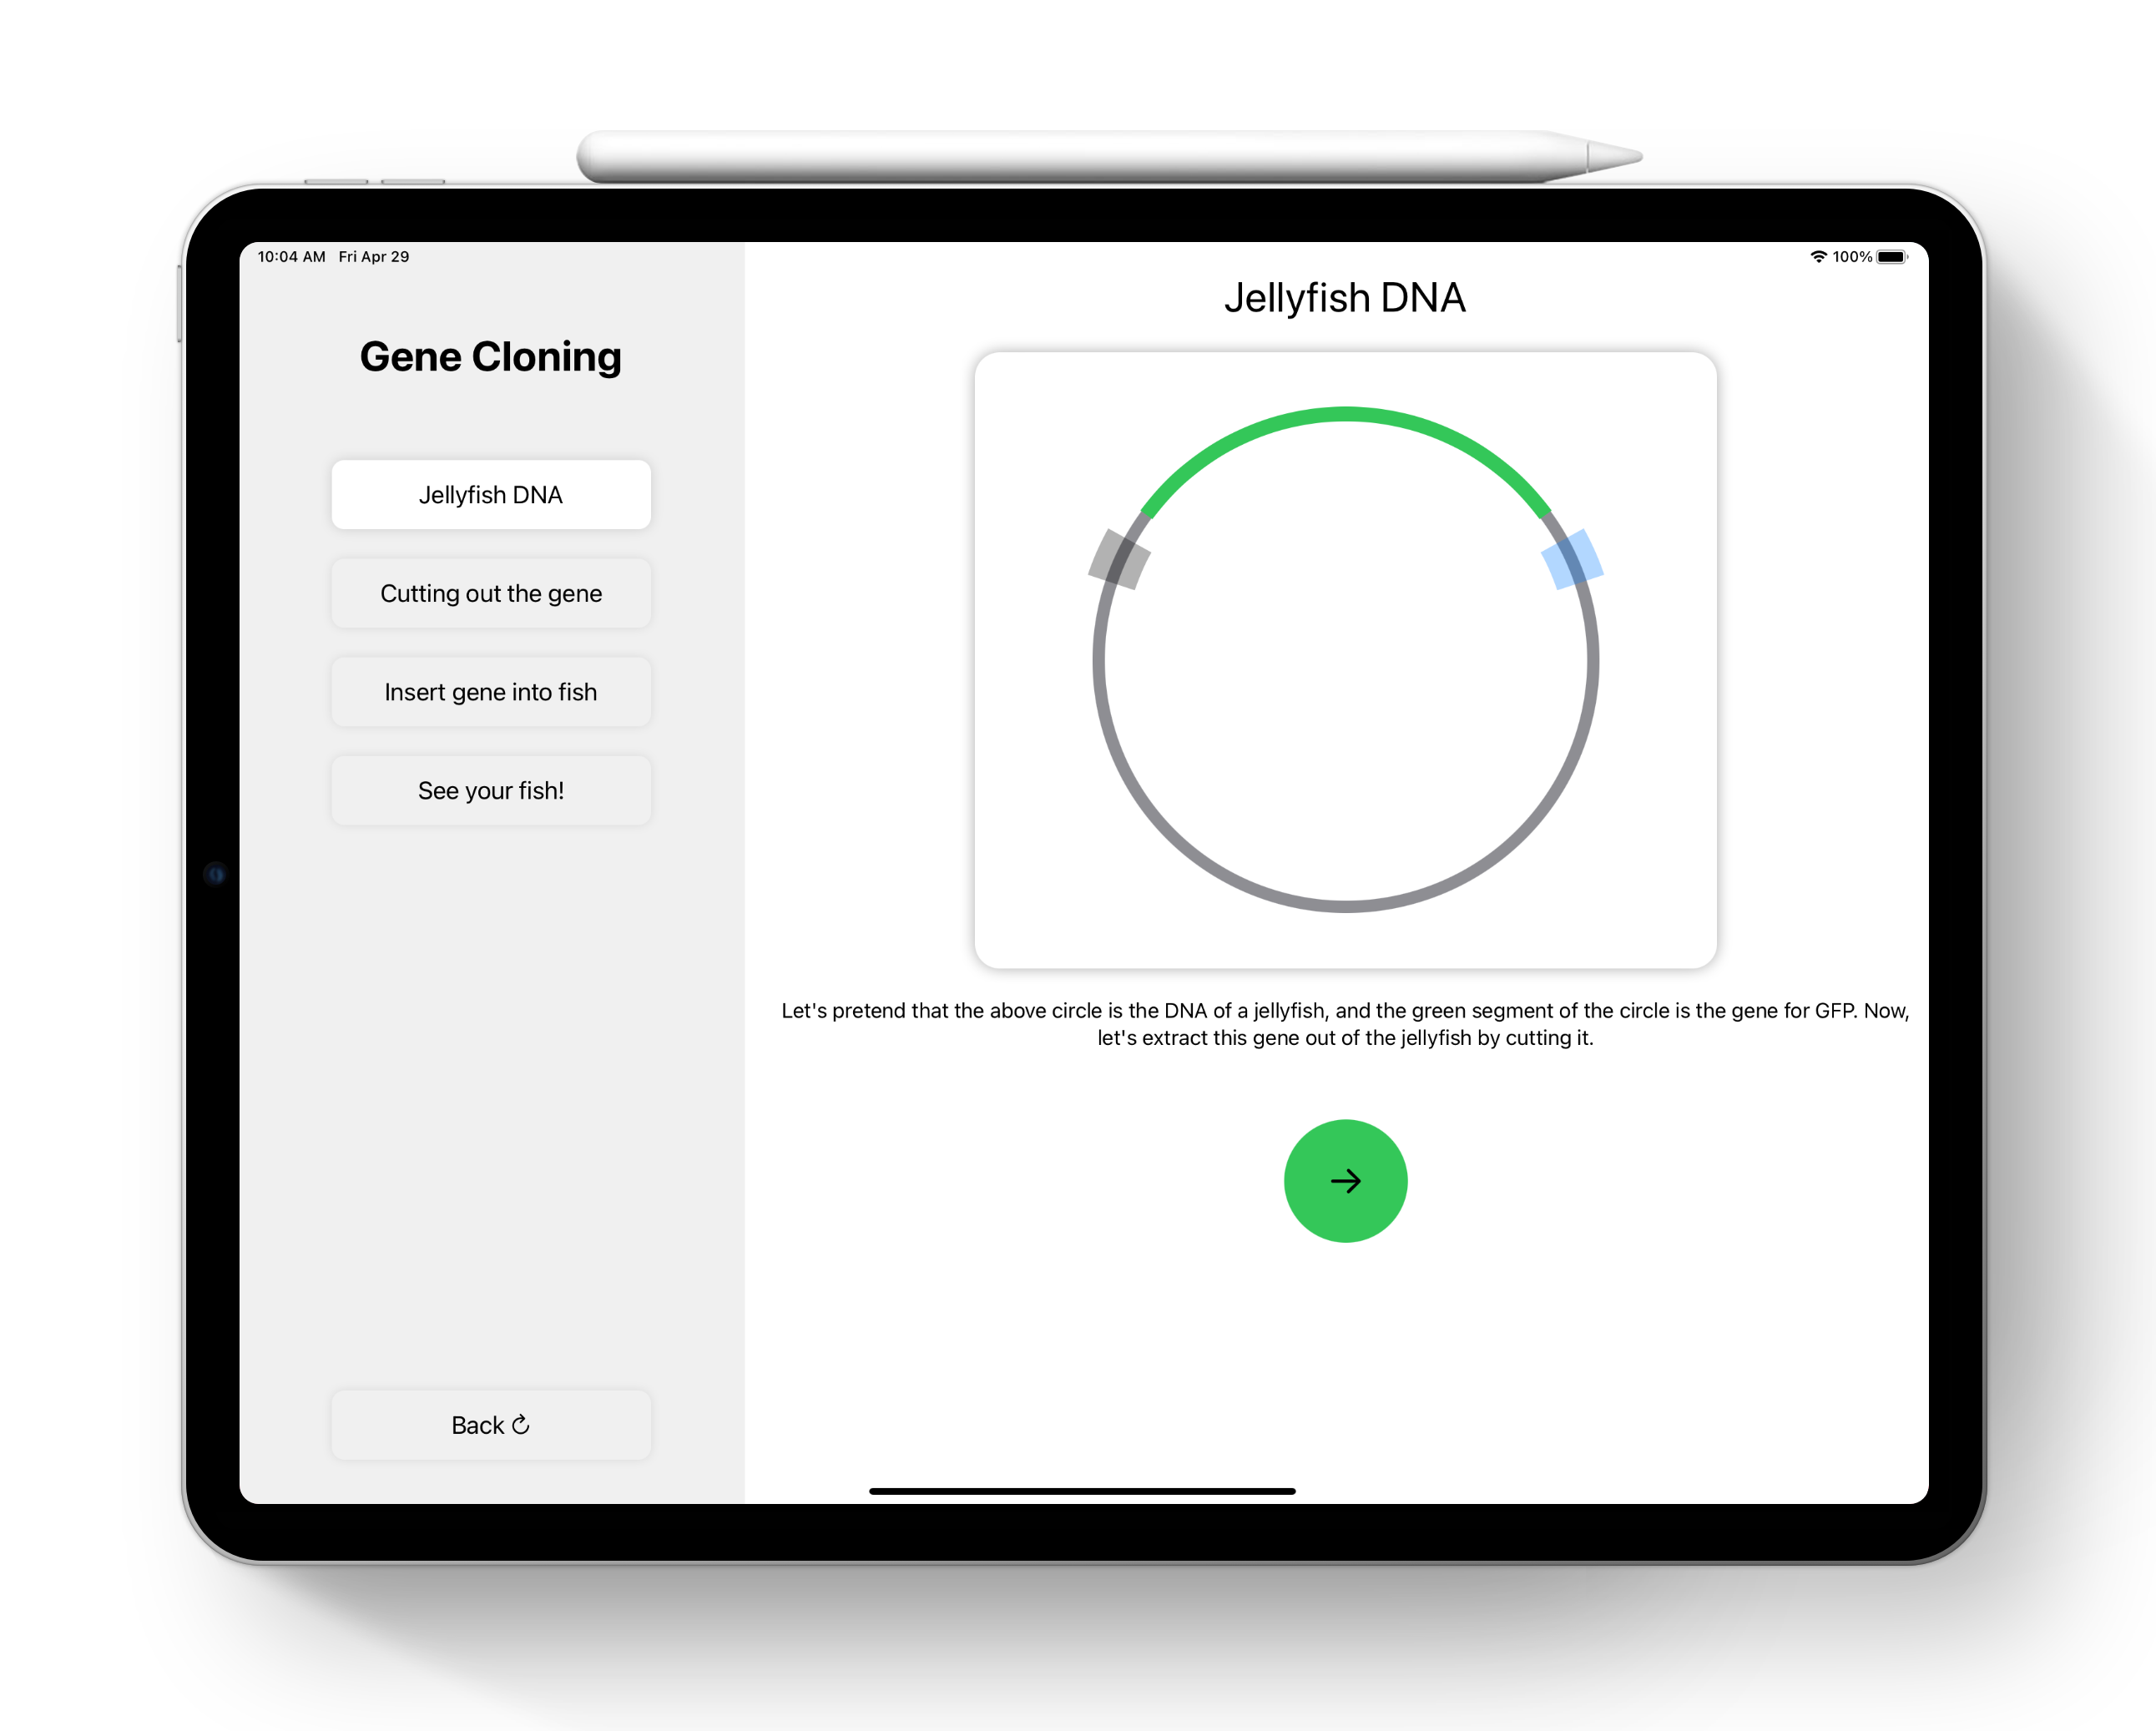 10:04 AM Fri Apr 29
100%
Gene Cloning
Jellyfish DNA
Cutting out the gene
Insert gene into fish
See your fish!
Back
Jellyfish DNA
Let's pretend that the above circle is the DNA of a jellyfish, and the green segment of the circle is the gene for GFP. Now,
let's extract this gene out of the jellyfish by cutting it.